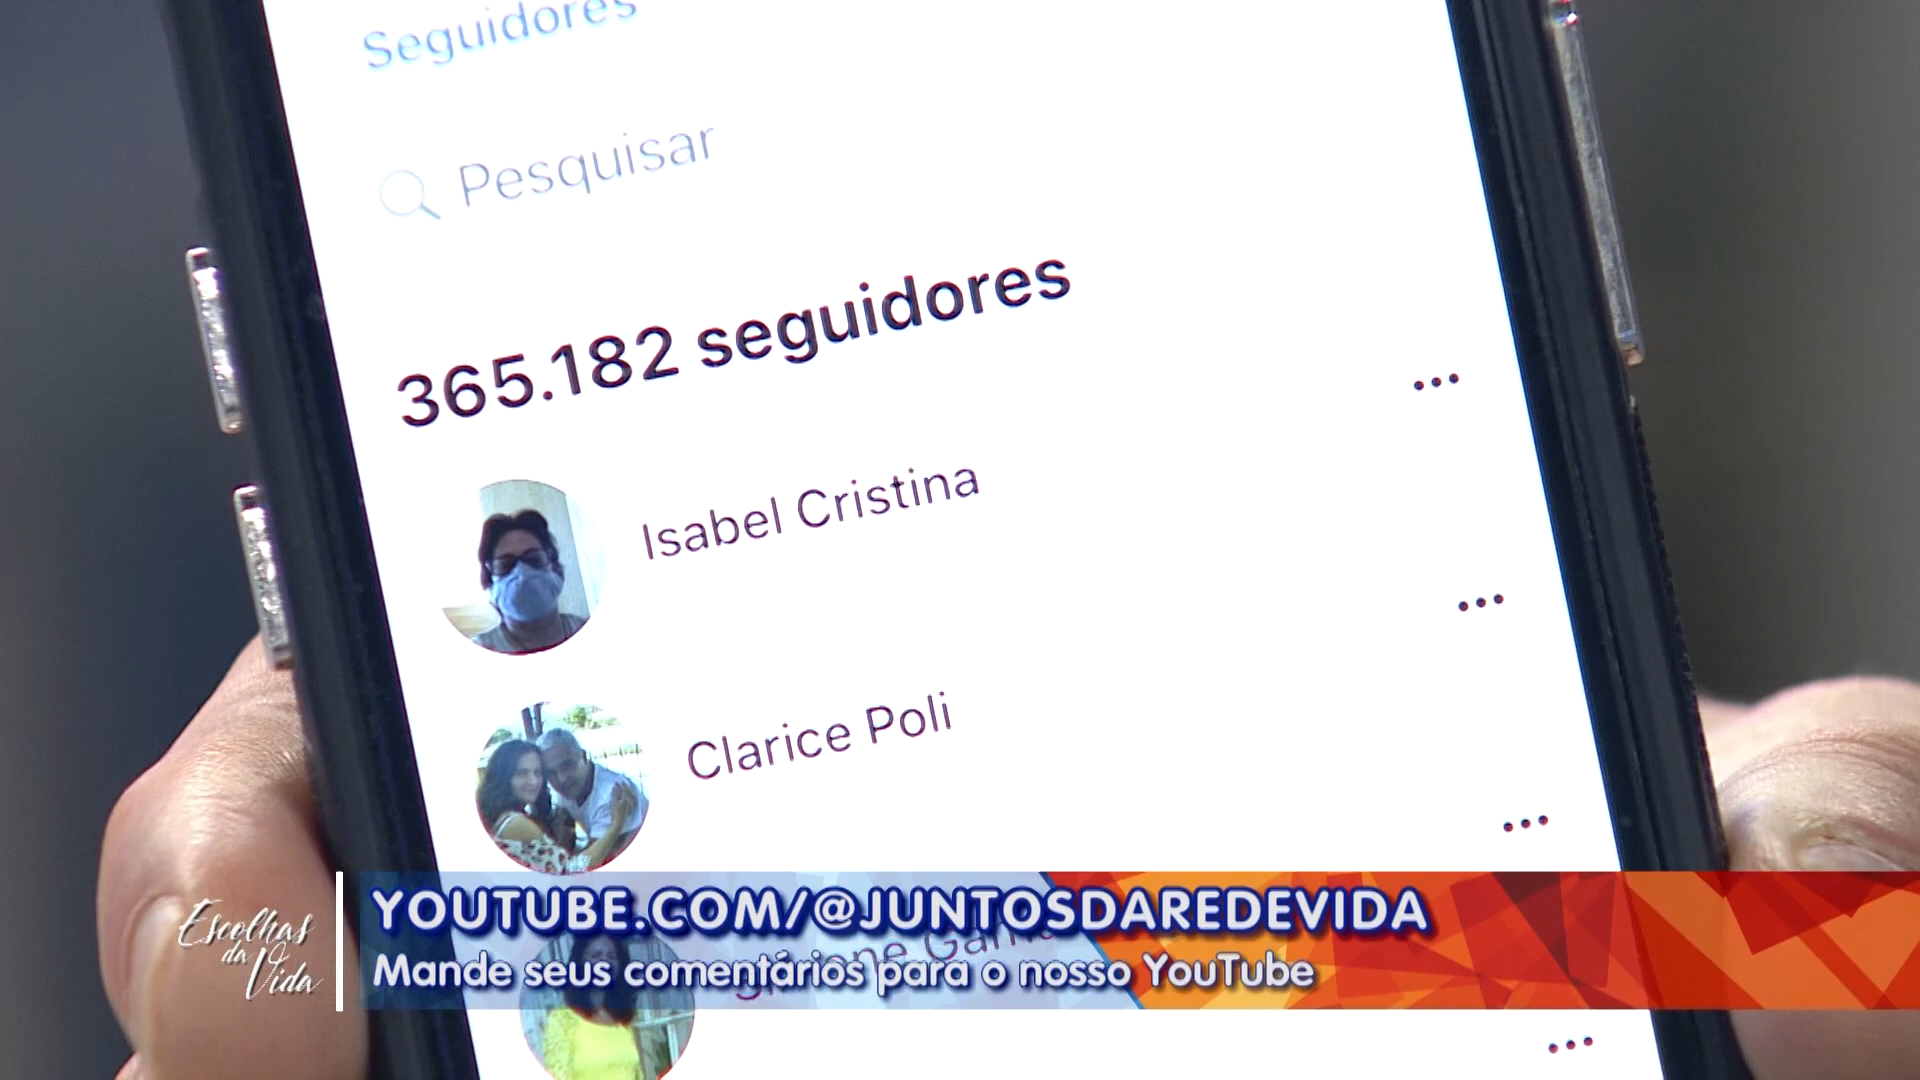 Seguidores
Pesquisar
365.182 seguidores
Isabel Cristina
Clarice Poli
Escolhas
da
Vida
YOUTUBE.COM/@JUNTOSDAREDEVIDA
Mande seus comentários para o nosso YouTube